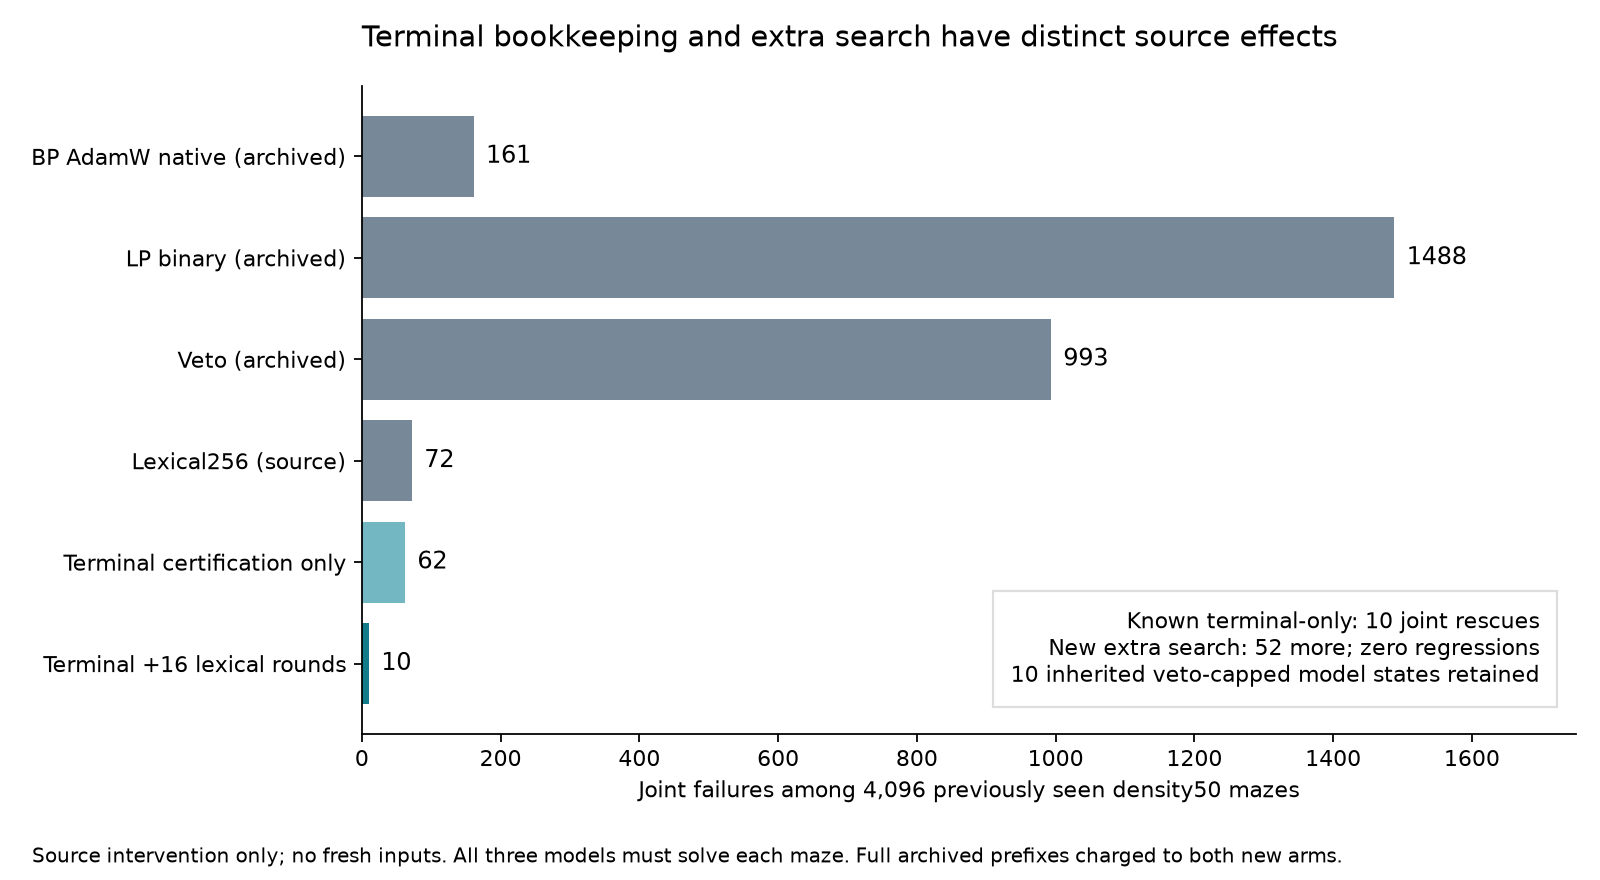 Terminal bookkeeping and extra search have distinct source effects
BP AdamW native (archived)
161
LP binary (archived)
1488
Veto (archived)
993
Lexical256 (source)
72
Terminal certification only
62
Terminal +16 lexical rounds
10
Known terminal-only: 10 joint rescues
New extra search: 52 more; zero regressions
10 inherited veto-capped model states retained
0 200 400 600 800 1000 1200 1400 1600
Joint failures among 4,096 previously seen density50 mazes
Source intervention only; no fresh inputs. All three models must solve each maze. Full archived prefixes charged to both new arms.